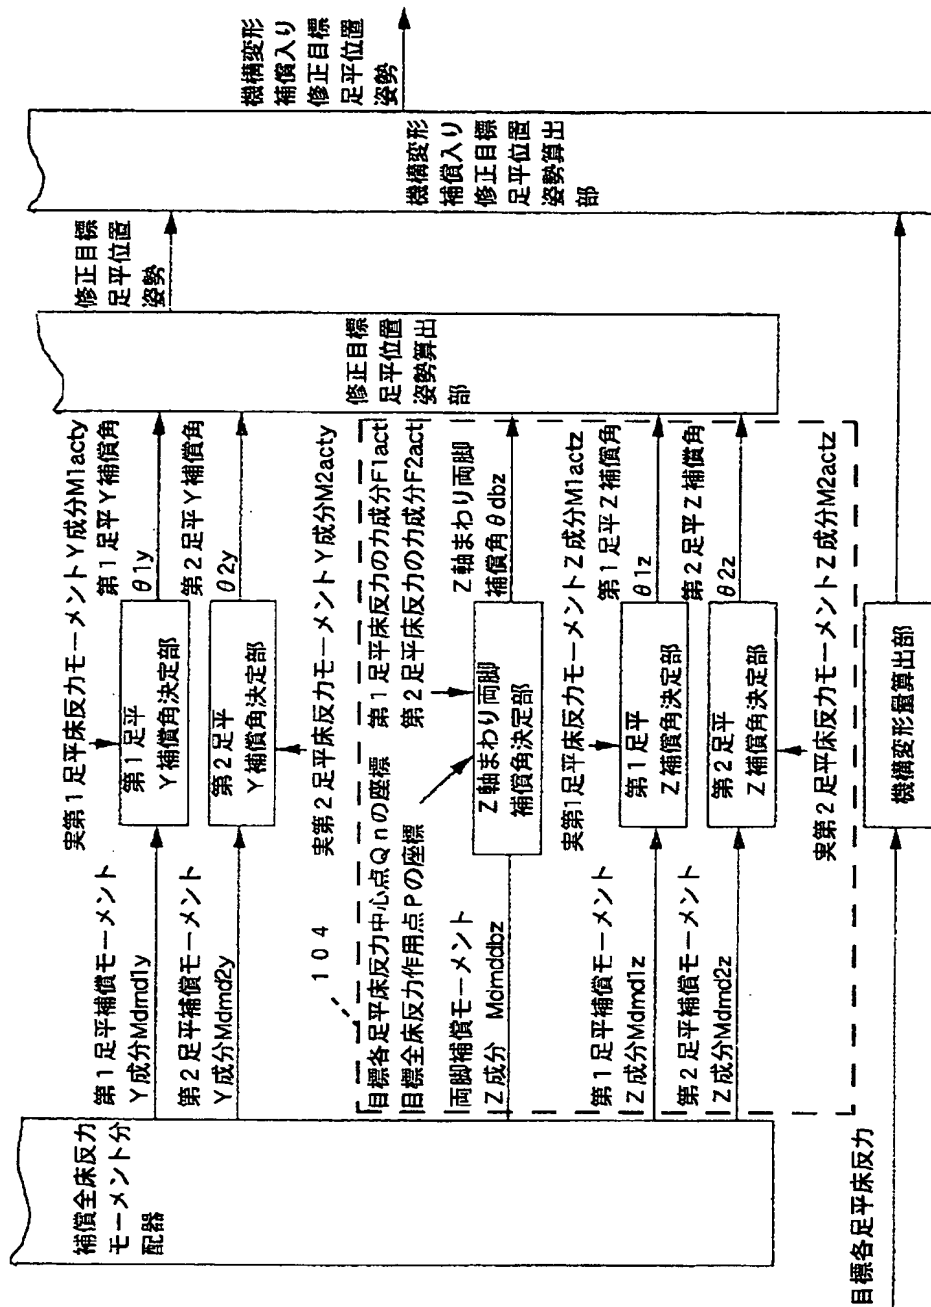 補償全床反力
モーメント分
配器
第1足平補償モーメント
Y成分Mdmd1y
第2足平補償モーメント
Y成分Mdmd2y
104
目標各足平床反力中心点Qnの座標
目標全床反力作用点Pの座標
両脚補償モーメント
Z成分 Mdmddbz
第1足平補償モーメント
Z成分Mdmd1z
第2足平補償モーメント
Z成分Mdmd2z
目標各足平床反力
実第1足平床反力モーメントY成分M1acty
第1足平
Y補償角決定部
第2足平
Y補償角決定部
実第2足平床反力モーメントY成分M2acty
第1足平床反力の力成分F1act
第2足平床反力の力成分F2act
Z軸まわり両脚
補償角決定部
実第1足平床反力モーメントZ成分M1actz
第1足平
Z補償角決定部
第2足平
Z補償角決定部
実第2足平床反力モーメントZ成分M2actz
機構変形量算出部
第1足平Y補償角
θ1y
第2足平Y補償角
θ2y
Z軸まわり両脚
補償角θdbz
第1足平Z補償角
θ1z
第2足平Z補償角
θ2z
修正目標
足平位置
姿勢算出
部
修正目標
足平位置
姿勢
機構変形
補償入り
修正目標
足平位置
姿勢算出
部
機構変形
補償入り
修正目標
足平位置
姿勢